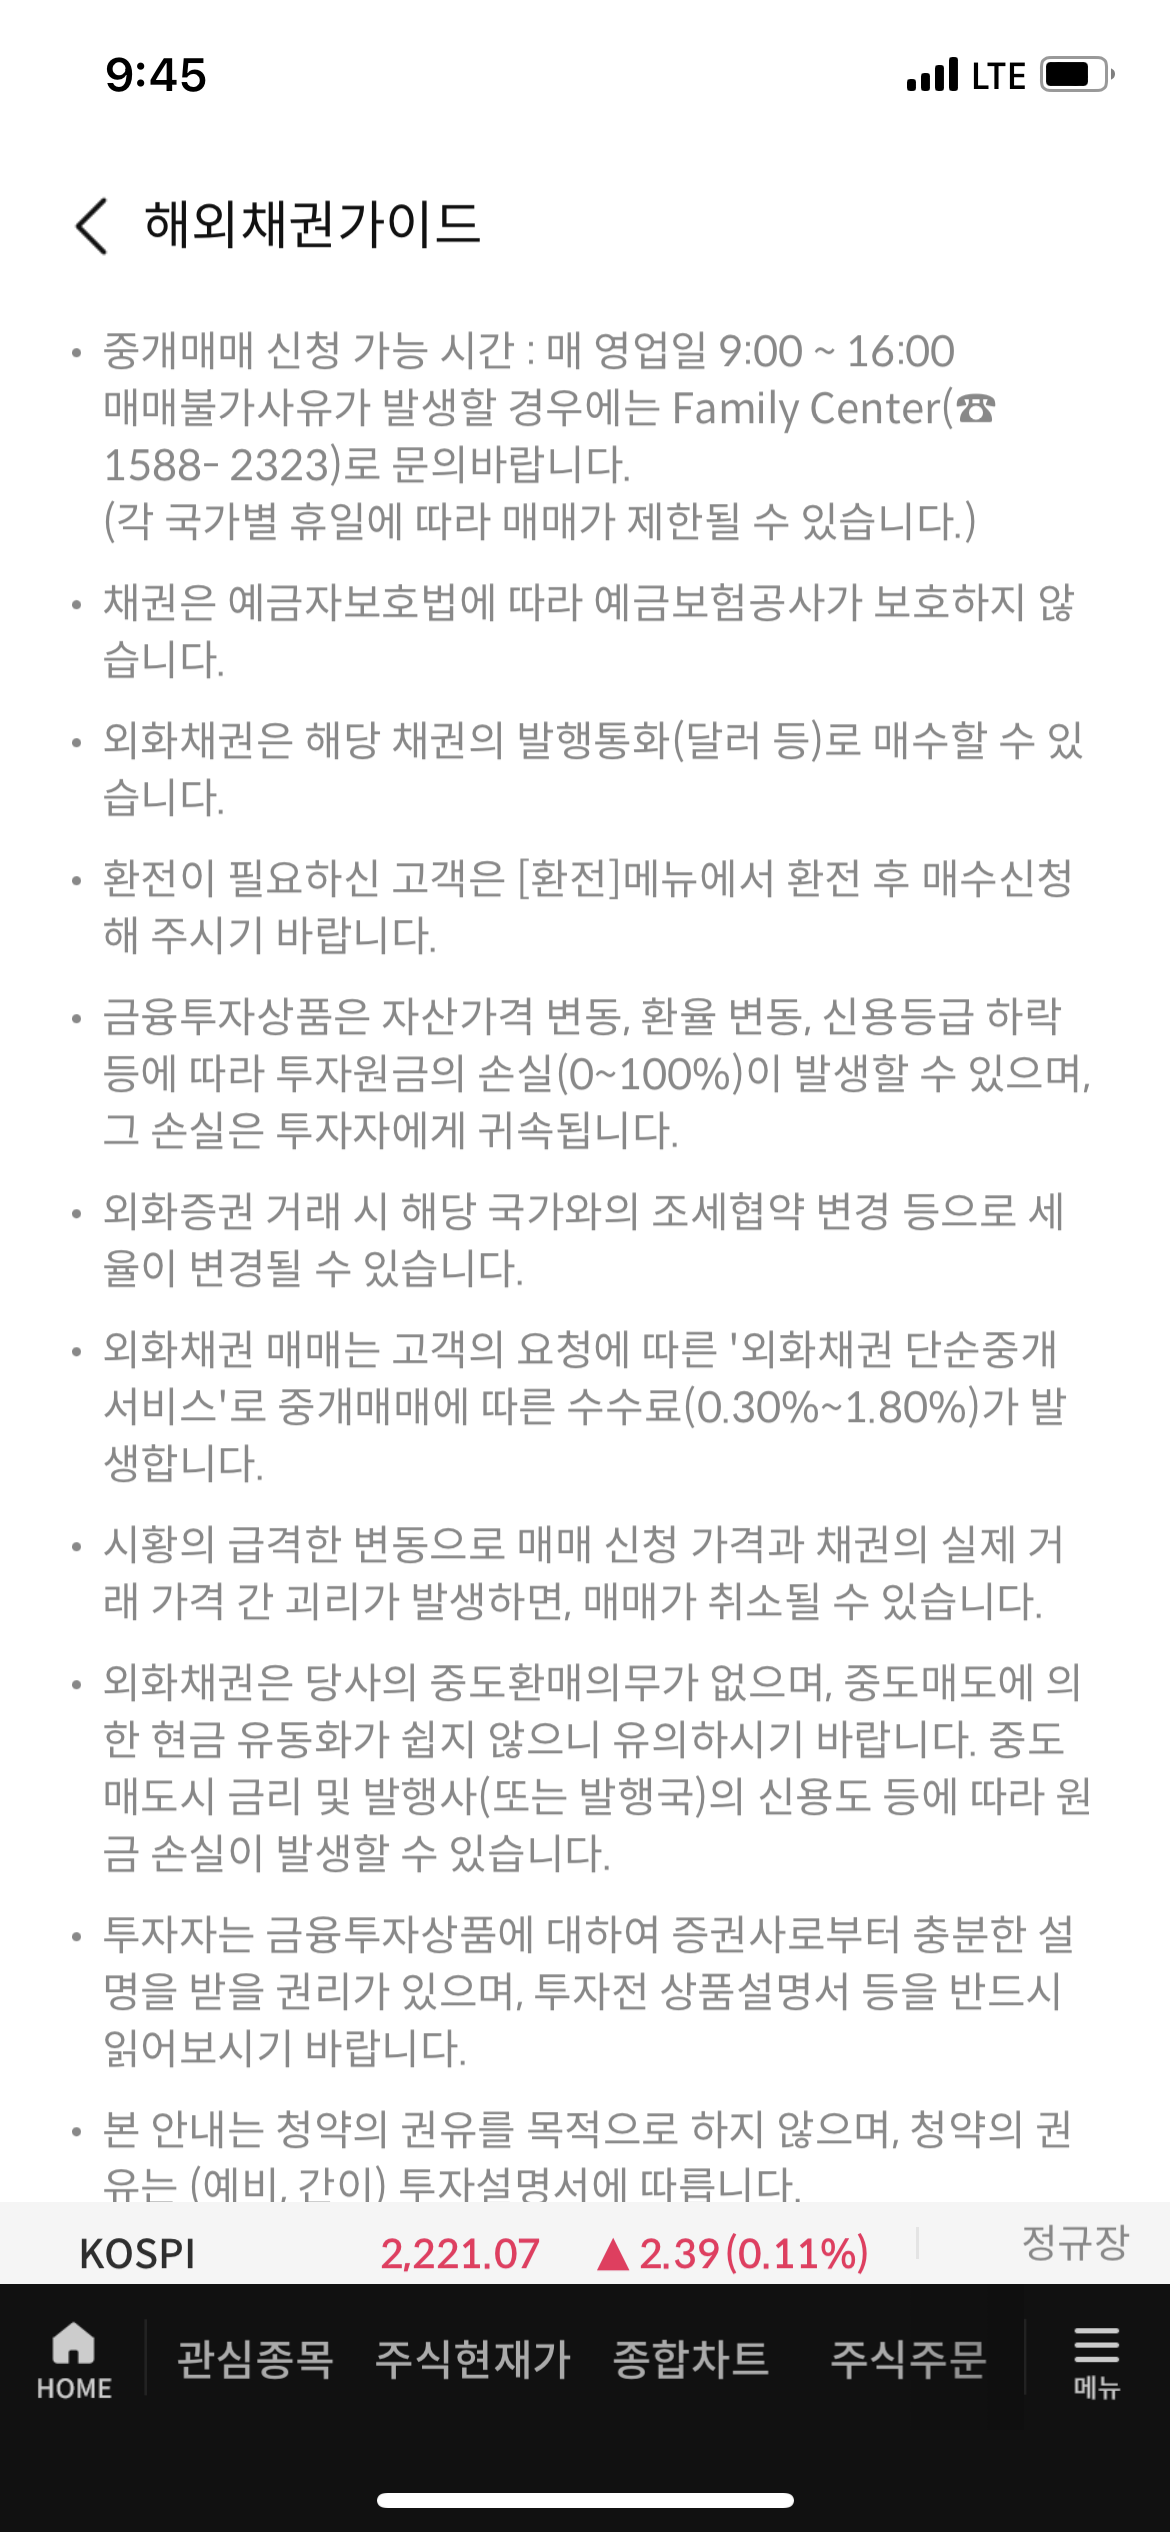 9:45
LTE
해외채권가이드
• 중개매매 신청 가능 시간 : 매 영업일 9:00 ~ 16:00
매매불가사유가 발생할 경우에는 Family Center(☎
1588- 2323)로 문의바랍니다.
(각 국가별 휴일에 따라 매매가 제한될 수 있습니다.)
• 채권은 예금자보호법에 따라 예금보험공사가 보호하지 않
습니다.
• 외화채권은 해당 채권의 발행통화(달러 등)로 매수할 수 있
습니다.
• 환전이 필요하신 고객은 [환전]메뉴에서 환전 후 매수신청
해 주시기 바랍니다.
• 금융투자상품은 자산가격 변동, 환율 변동, 신용등급 하락
등에 따라 투자원금의 손실(0~100%)이 발생할 수 있으며,
그 손실은 투자자에게 귀속됩니다.
• 외화증권 거래 시 해당 국가와의 조세협약 변경 등으로 세
율이 변경될 수 있습니다.
• 외화채권 매매는 고객의 요청에 따른 '외화채권 단순중개
서비스'로 중개매매에 따른 수수료(0.30%~1.80%)가 발
생합니다.
• 시황의 급격한 변동으로 매매 신청 가격과 채권의 실제 거
래 가격 간 괴리가 발생하면, 매매가 취소될 수 있습니다.
• 외화채권은 당사의 중도환매의무가 없으며, 중도매도에 의
한 현금 유동화가 쉽지 않으니 유의하시기 바랍니다. 중도
매도시 금리 및 발행사(또는 발행국)의 신용도 등에 따라 원
금 손실이 발생할 수 있습니다.
• 투자자는 금융투자상품에 대하여 증권사로부터 충분한 설
명을 받을 권리가 있으며, 투자전 상품설명서 등을 반드시
읽어보시기 바랍니다.
• 본 안내는 청약의 권유를 목적으로 하지 않으며, 청약의 권
유는 (예비, 간이) 투자설명서에 따릅니다.
KOSPI 2,221.07 ▲ 2.39(0.11%) 정규장
HOME 관심종목 주식현재가 종합차트 주식주문 메뉴